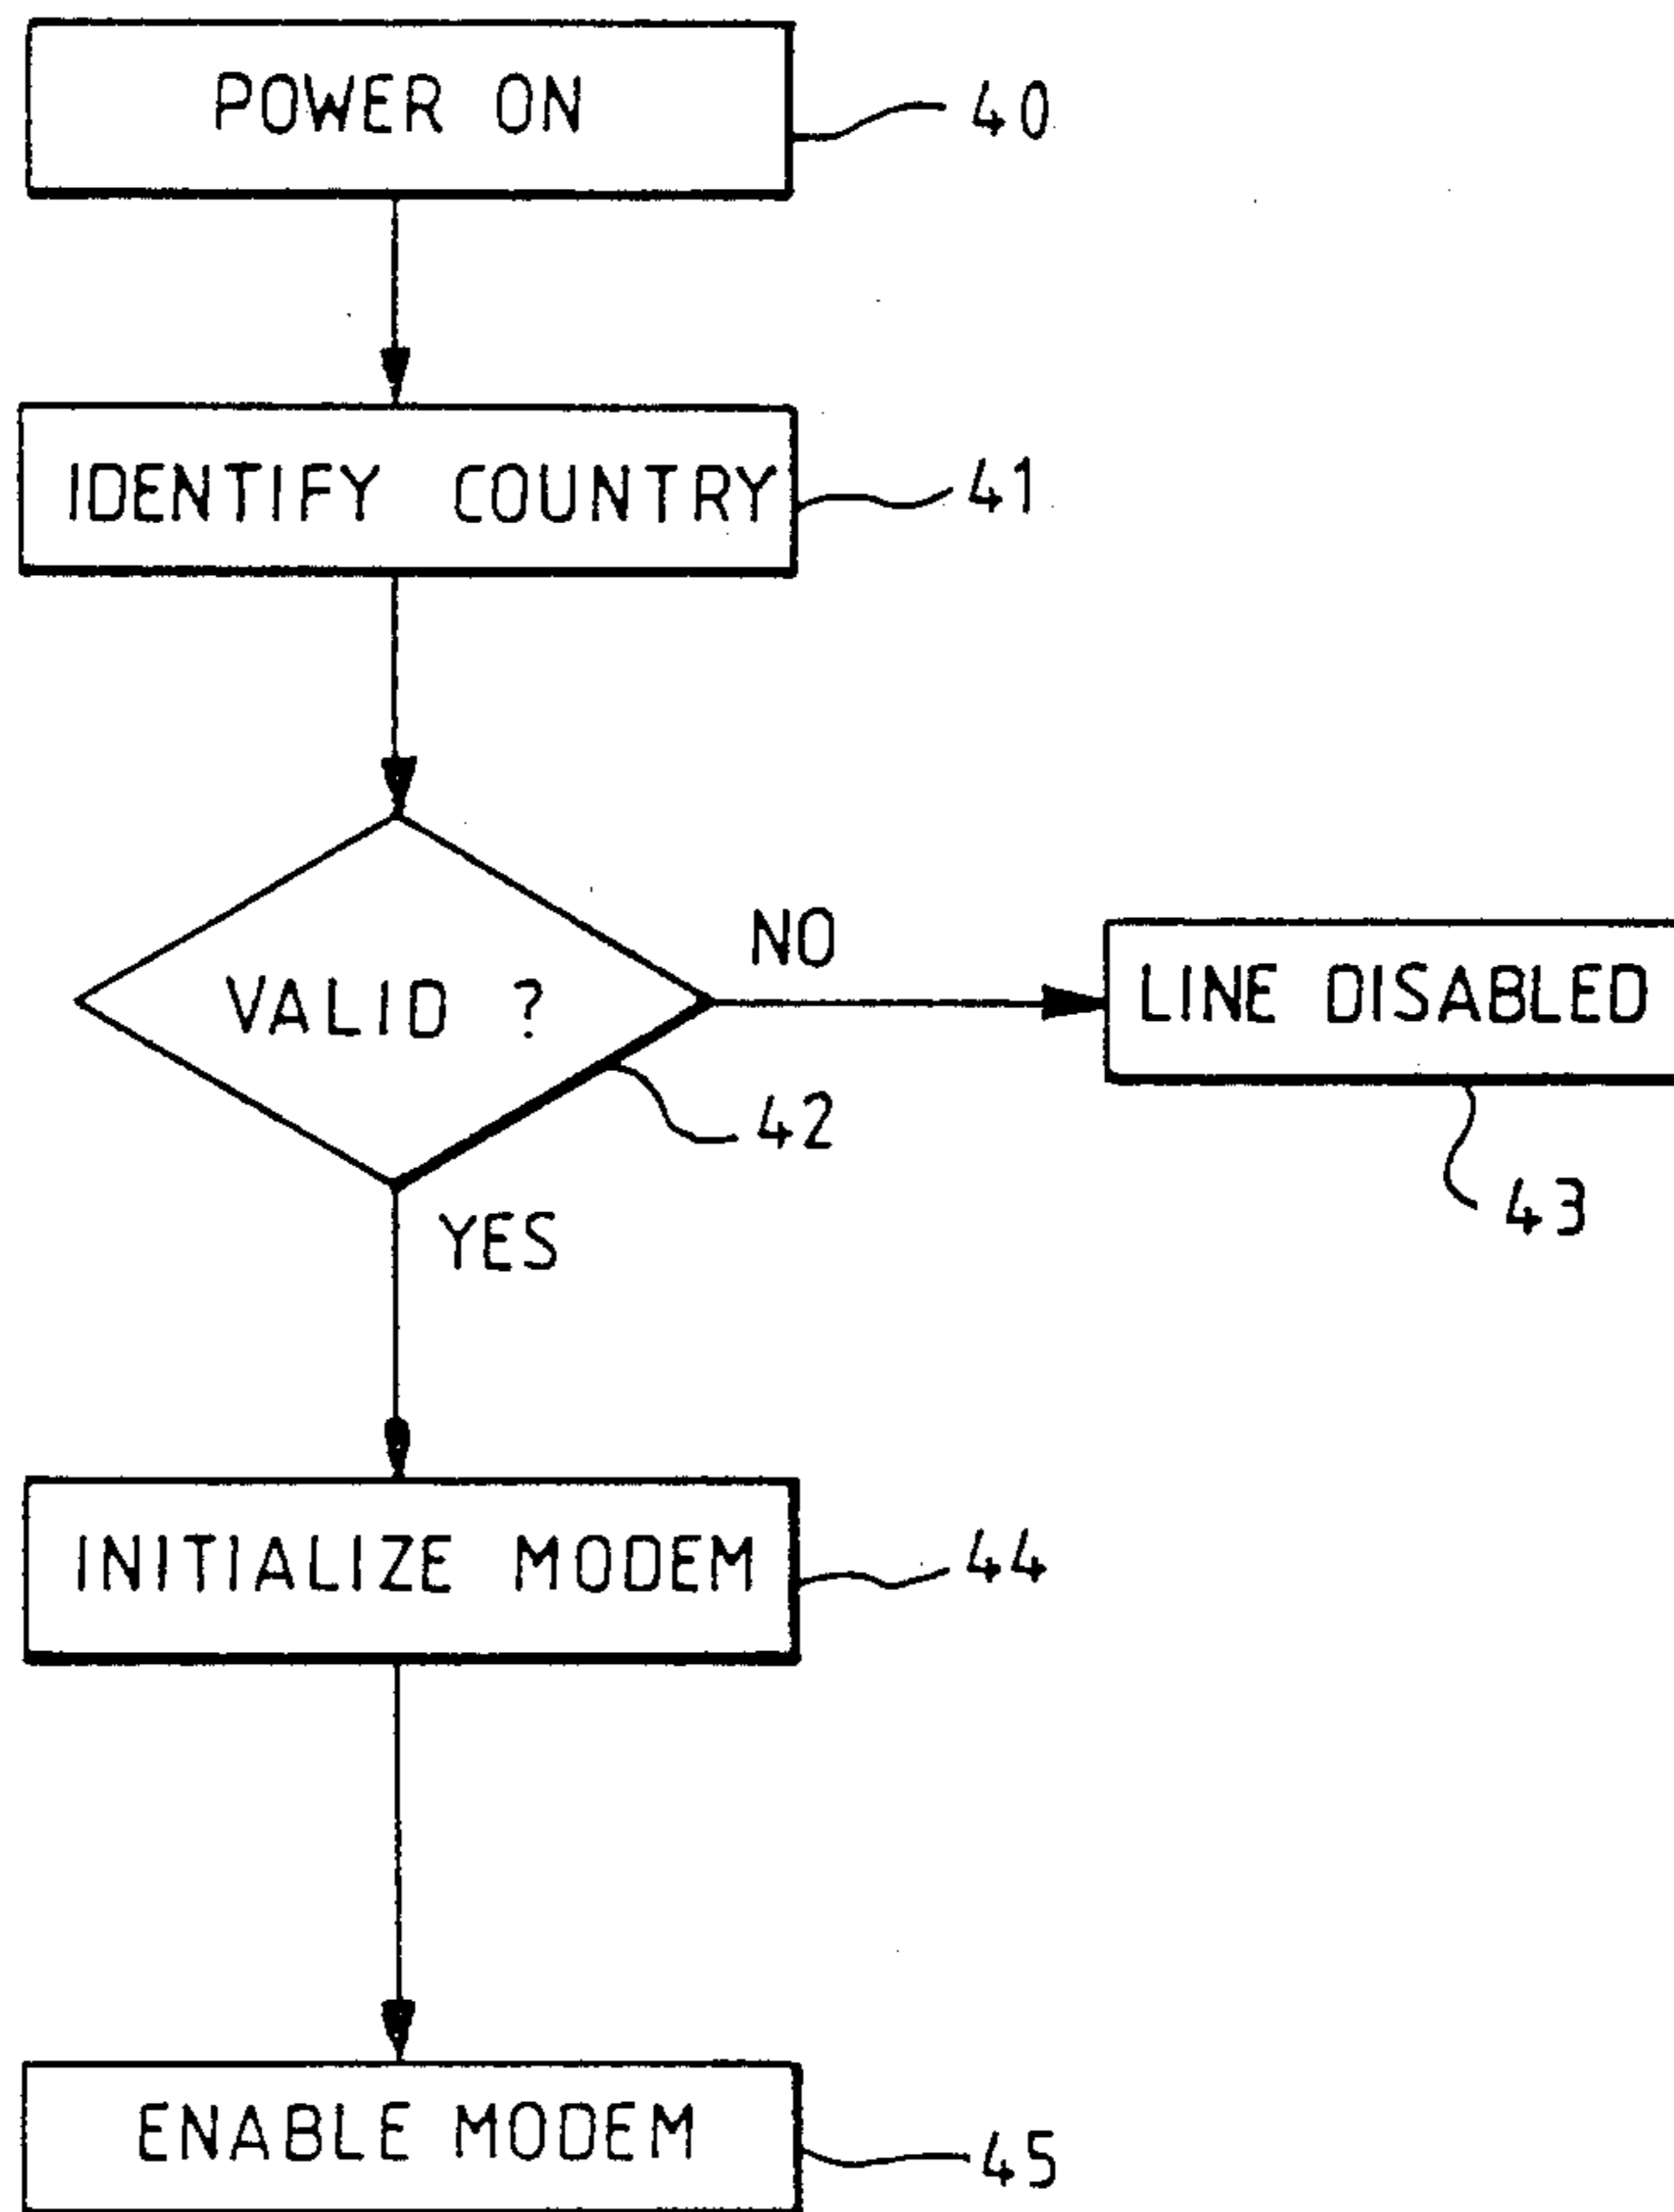 POWER ON
40
IDENTIFY COUNTRY
41
VALID ?
NO
LINE DISABLED
42
43
YES
INITIALIZE MODEM
44
ENABLE MODEM
45